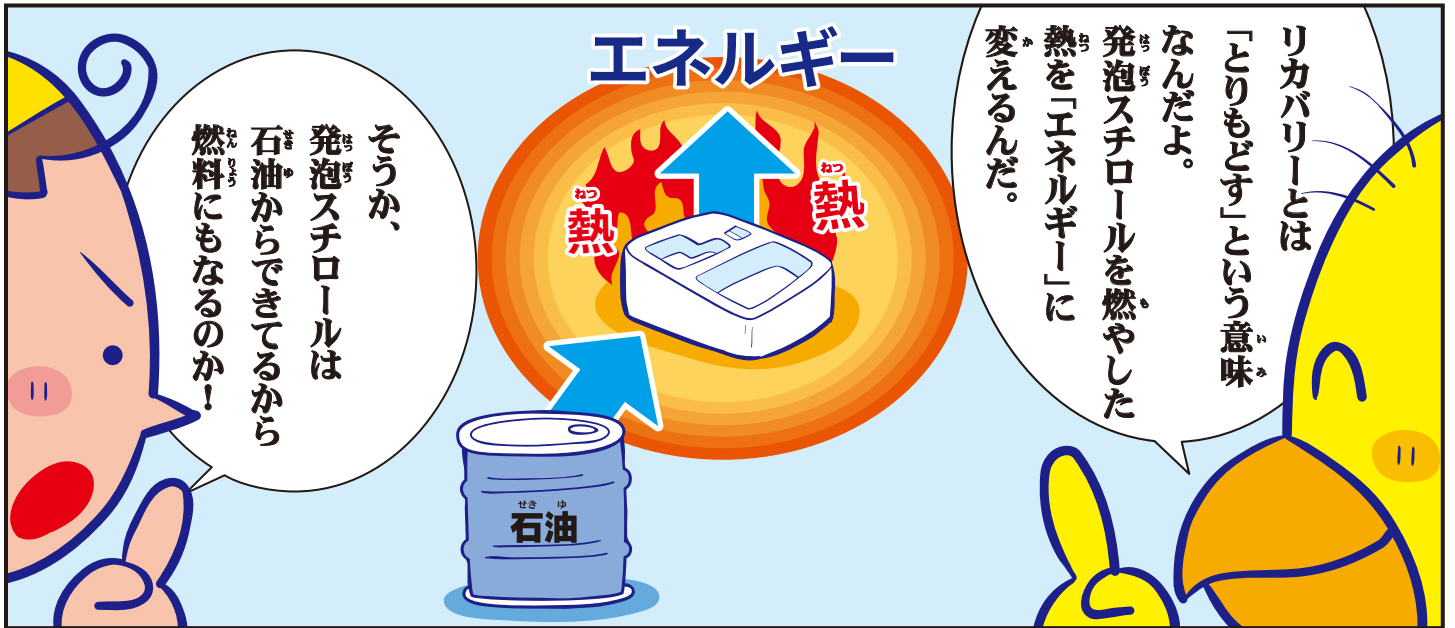 リカバリーとは
「とりもどす」という意味
なんだよ。
発泡スチロールを燃やした
熱を「エネルギー」に
変えるんだ。
エネルギー
熱
熱
石油
そうか、
発泡スチロールは
石油からできてるから
燃料にもなるのか！